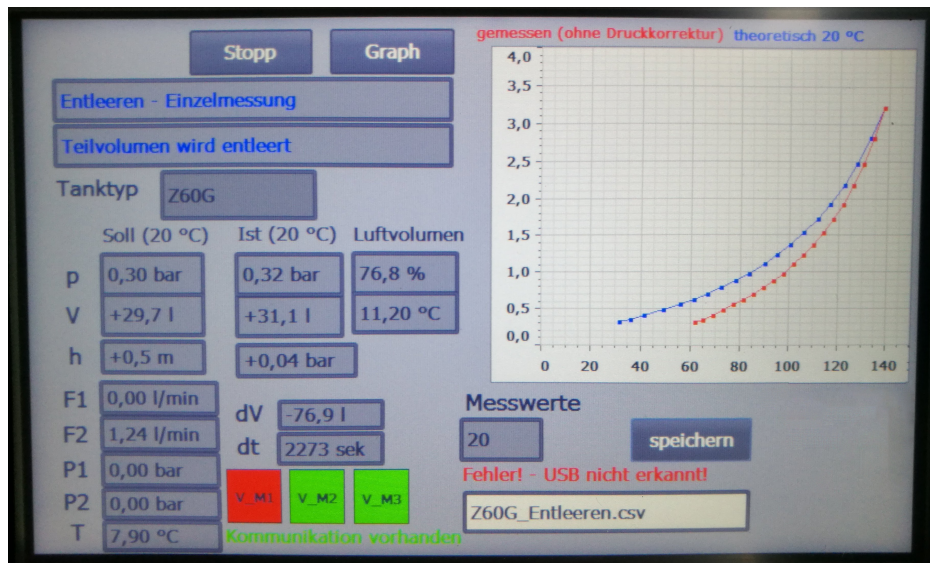 Stopp
Graph
Entleeren - Einzelmessung
Teilvolumen wird entleert
Tanktyp
Z60G
Soll (20 °C) Ist (20 °C) Luftvolumen
p 0,30 bar 0,32 bar 76,8 %
V +29,7 l +31,1 l 11,20 °C
h +0,5 m +0,04 bar
F1 0,00 l/min
F2 1,24 l/min
P1 0,00 bar
P2 0,00 bar
T 7,90 °C
dV -76,9 l
dt 2273 sek
V_M1 V_M2 V_M3
Kommunikation vorhanden
gemessen (ohne Druckkorrektur) theoretisch 20 °C
4,0
3,5
3,0
2,5
2,0
1,5
1,0
0,5
0,0
0 20 40 60 80 100 120 140
Messwerte
20
speichern
Fehler! - USB nicht erkannt!
Z60G_Entleeren.csv